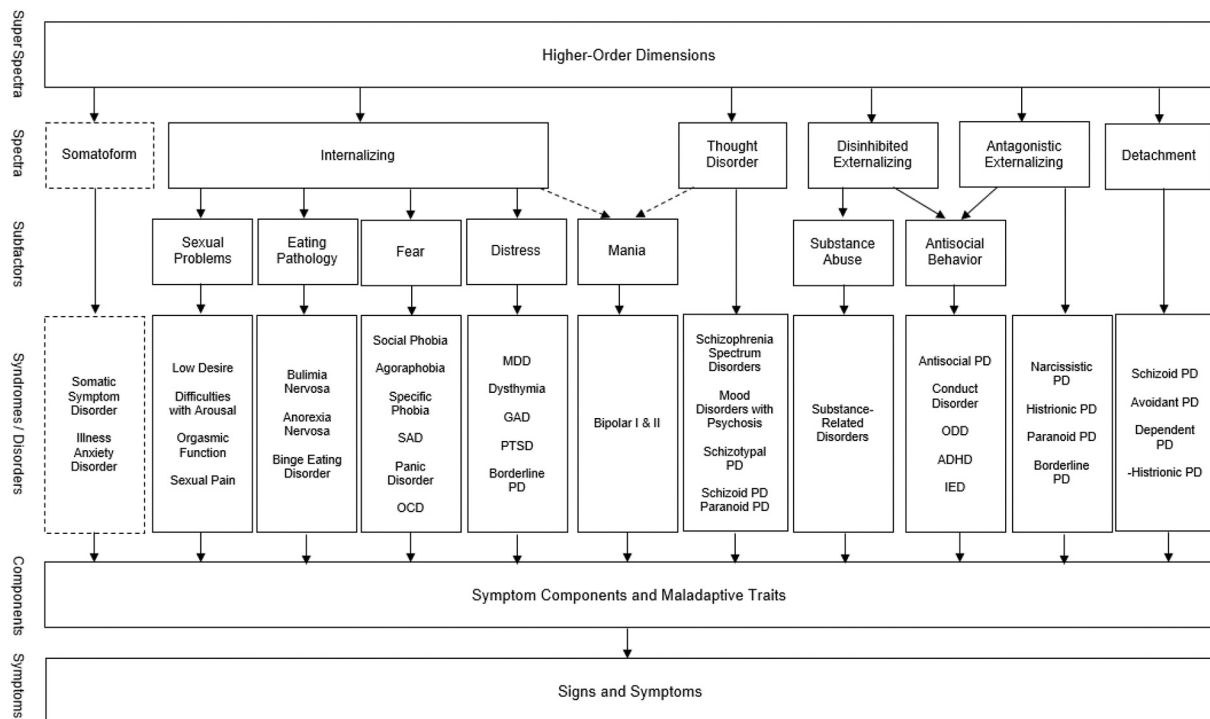 Super Spectra
Higher-Order Dimensions
Spectra
Somatoform
Internalizing
Thought
Disorder
Disinhibited
Externalizing
Antagonistic
Externalizing
Detachment
Subfactors
Sexual
Problems
Eating
Pathology
Fear
Distress
Mania
Substance
Abuse
Antisocial
Behavior
Syndromes / Disorders
Somatic
Symptom
Disorder
Illness
Anxiety
Disorder
Low Desire
Difficulties
with Arousal
Orgasmic
Function
Sexual Pain
Bulimia
Nervosa
Anorexia
Nervosa
Binge Eating
Disorder
Social Phobia
Agoraphobia
Specific
Phobia
SAD
Panic
Disorder
OCD
MDD
Dysthymia
GAD
PTSD
Borderline
PD
Bipolar I & II
Schizophrenia
Spectrum
Disorders
Mood
Disorders with
Psychosis
Schizotypal
PD
Schizoid PD
Paranoid PD
Substance-
Related
Disorders
Antisocial PD
Conduct
Disorder
ODD
ADHD
IED
Narcissistic
PD
Histrionic PD
Paranoid PD
Borderline
PD
Schizoid PD
Avoidant PD
Dependent
PD
-Histrionic PD
Components
Symptom Components and Maladaptive Traits
Symptoms
Signs and Symptoms